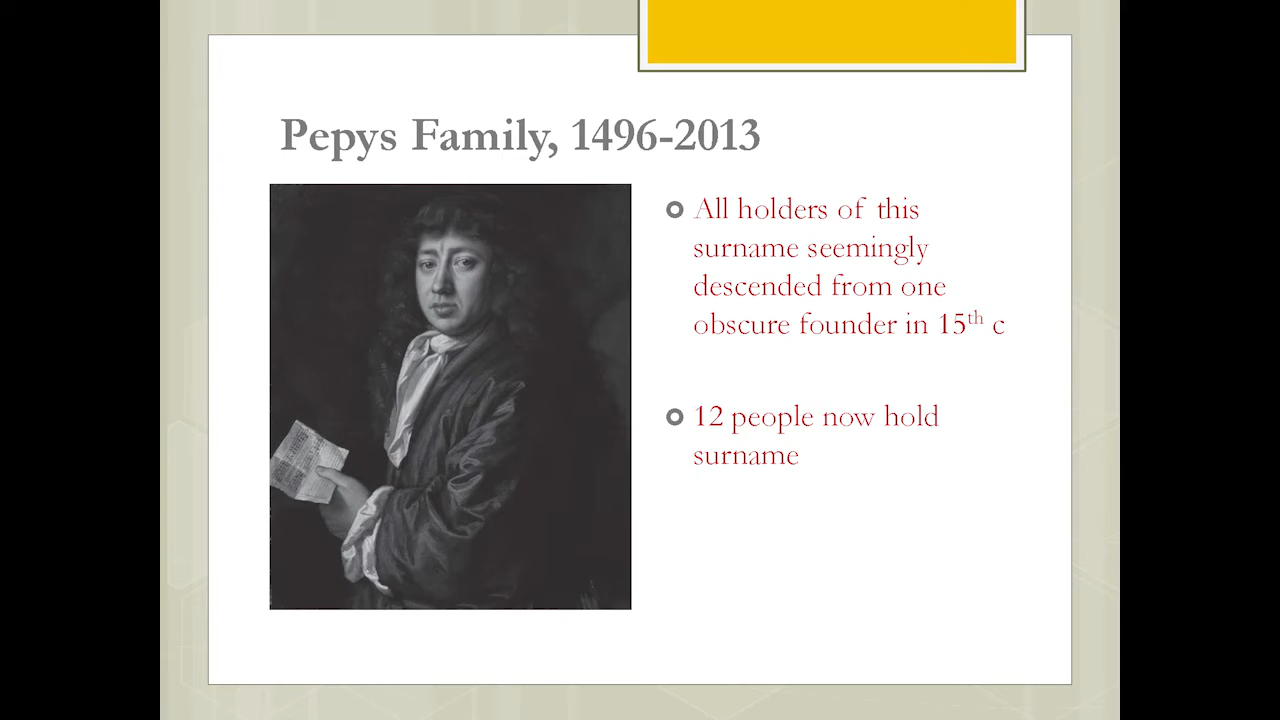 Pepys Family, 1496-2013
All holders of this
surname seemingly
descended from one
obscure founder in 15th c
12 people now hold
surname